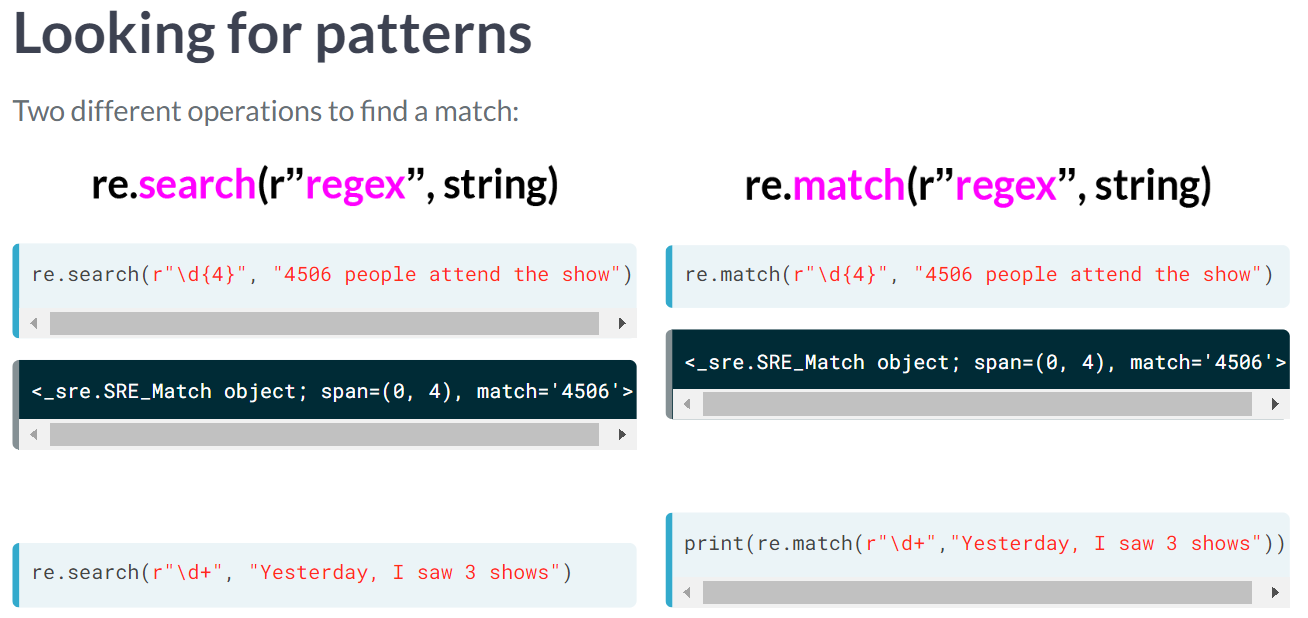 Looking for patterns
Two different operations to find a match:
re.search(r”regex”, string)
re.search(r"\d{4}", "4506 people attend the show")
<_sre.SRE_Match object; span=(0, 4), match='4506'>
re.search(r"\d+", "Yesterday, I saw 3 shows")
re.match(r”regex”, string)
re.match(r"\d{4}", "4506 people attend the show")
<_sre.SRE_Match object; span=(0, 4), match='4506'>
print(re.match(r"\d+","Yesterday, I saw 3 shows"))